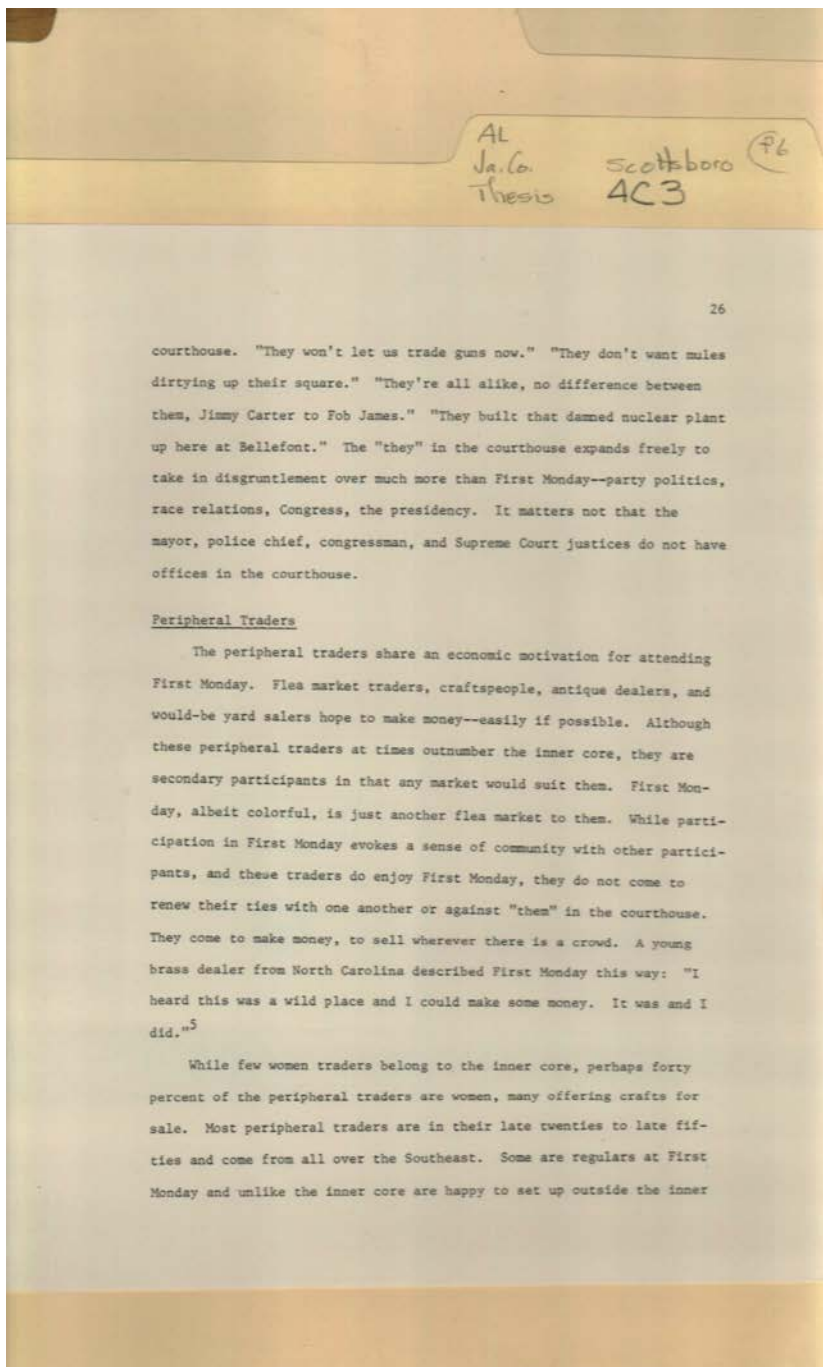 AL
Ja. Co. Scottsboro P6
Thesis 4C3
26
courthouse. "They won't let us trade guns now." "They don't want mules
dirtying up their square." "They're all alike, no difference between
them, Jimmy Carter to Fob James." "They built that damned nuclear plant
up here at Bellefont." The "they" in the courthouse expands freely to
take in disgruntlement over much more than First Monday--party politics,
race relations, Congress, the presidency. It matters not that the
mayor, police chief, congressman, and Supreme Court justices do not have
offices in the courthouse.
Peripheral Traders
The peripheral traders share an economic motivation for attending
First Monday. Flea market traders, craftspeople, antique dealers, and
would-be yard salers hope to make money--easily if possible. Although
these peripheral traders at times outnumber the inner core, they are
secondary participants in that any market would suit them. First Mon-
day, albeit colorful, is just another flea market to them. While parti-
cipation in First Monday evokes a sense of community with other partici-
pants, and these traders do enjoy First Monday, they do not come to
renew their ties with one another or against "them" in the courthouse.
They come to make money, to sell wherever there is a crowd. A young
brass dealer from North Carolina described First Monday this way: "I
heard this was a wild place and I could make some money. It was and I
did."5
While few women traders belong to the inner core, perhaps forty
percent of the peripheral traders are women, many offering crafts for
sale. Most peripheral traders are in their late twenties to late fif-
ties and come from all over the Southeast. Some are regulars at First
Monday and unlike the inner core are happy to set up outside the inner